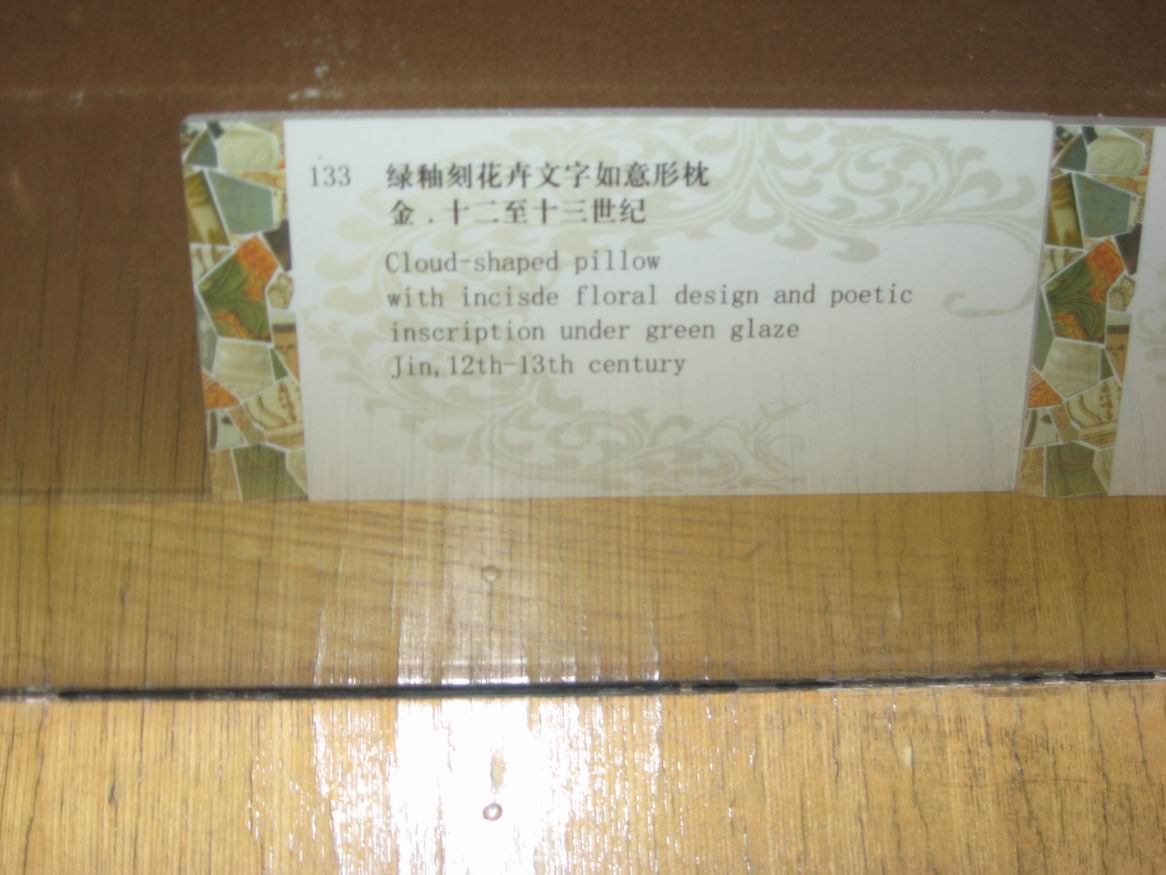 133 绿釉刻花卉文字如意形枕
金.十二至十三世纪
Cloud-shaped pillow
with incisde floral design and poetic
inscription under green glaze
Jin,12th-13th century